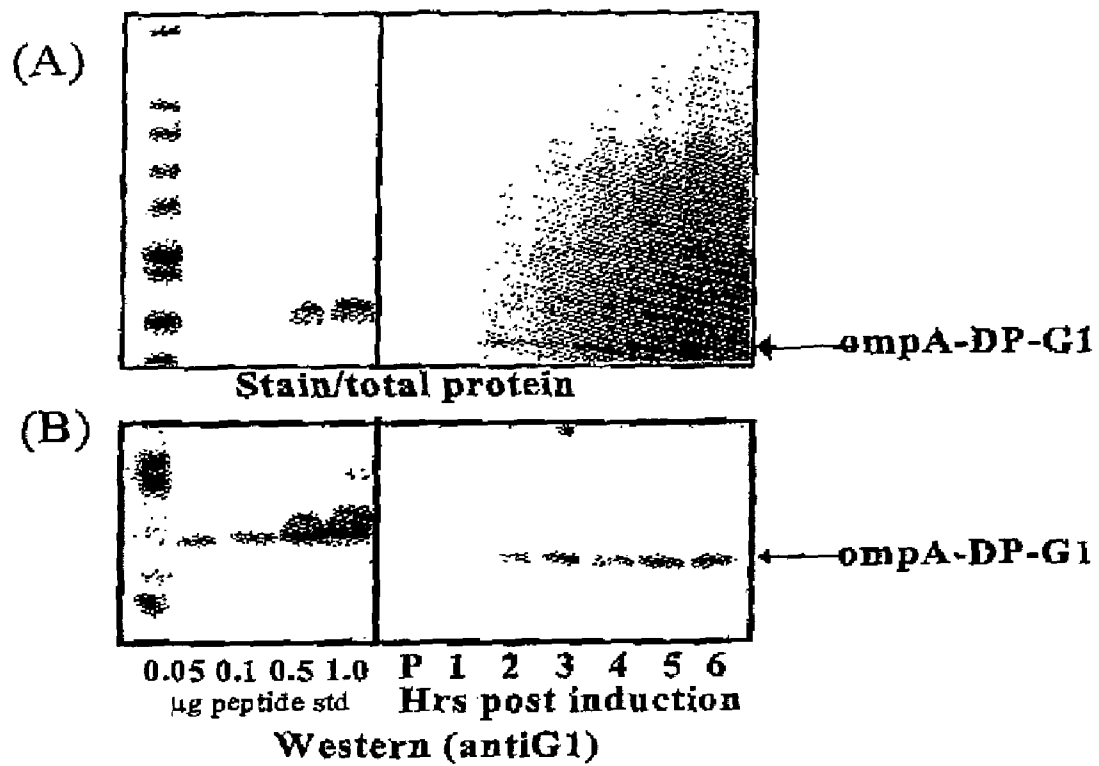 (A)
ompA-DP-G1
Stain/total protein
(B)
ompA-DP-G1
0.05 0.1 0.5 1.0 P 1 2 3 4 5 6
µg peptide std Hrs post induction
Western (antiG1)